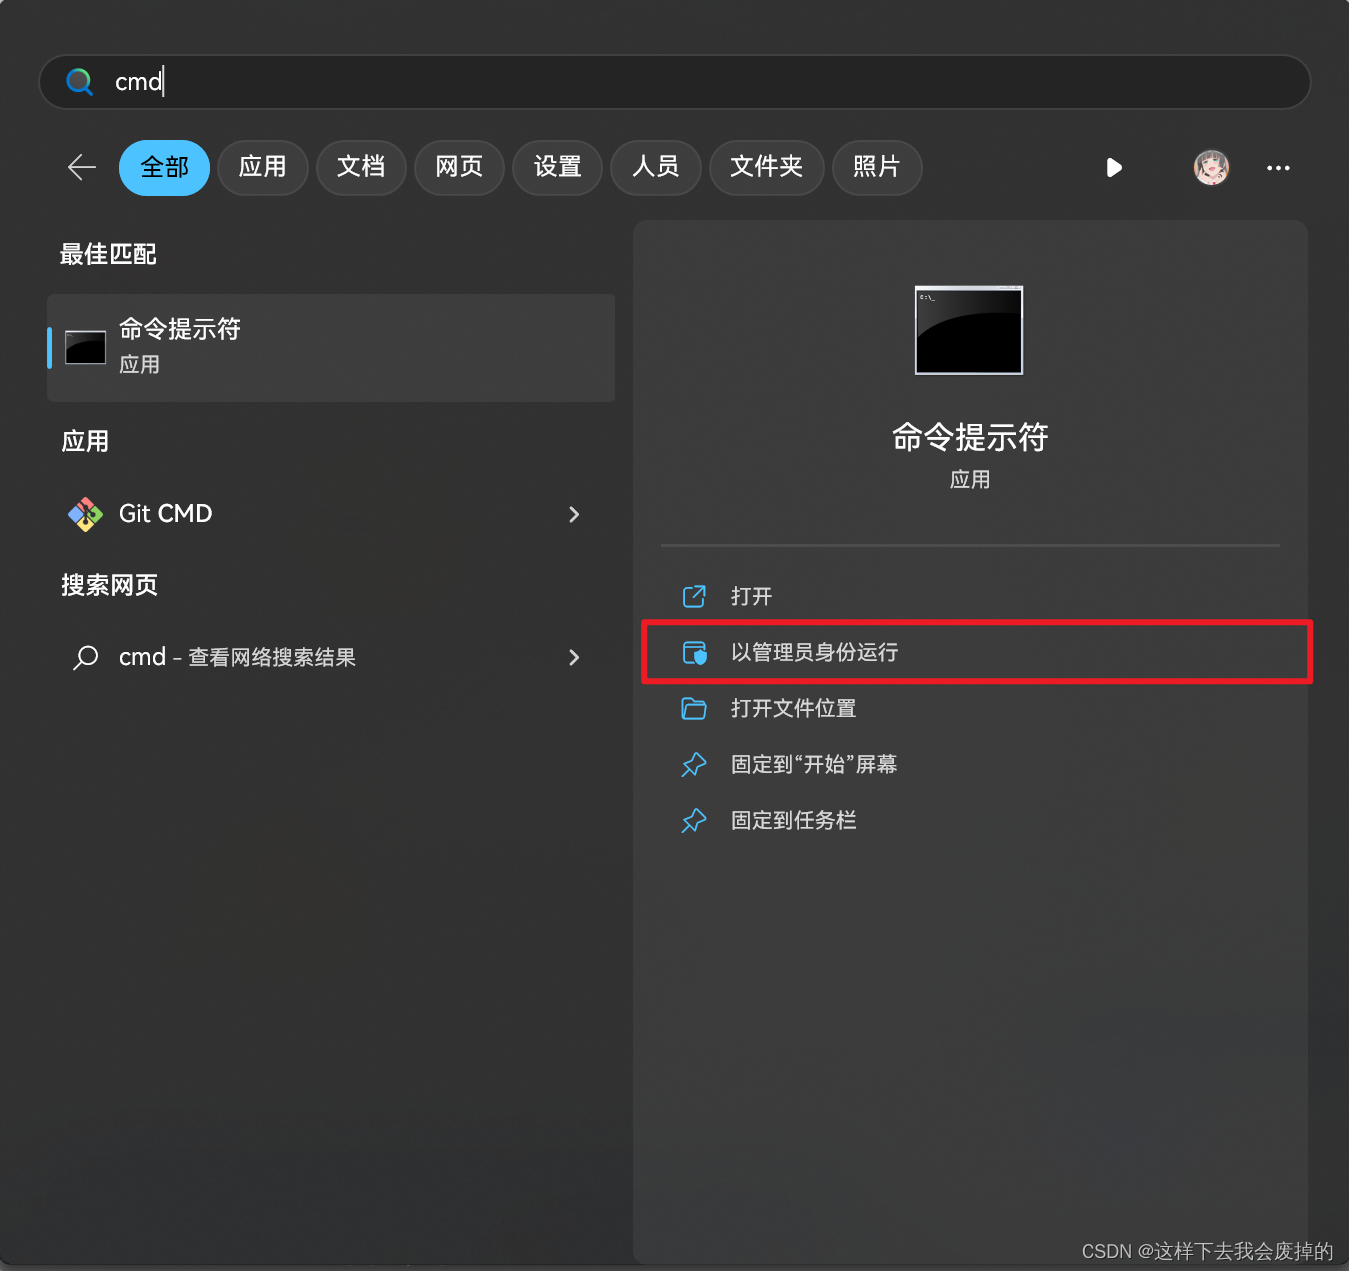 cmd
全部 应用 文档 网页 设置 人员 文件夹 照片
最佳匹配
命令提示符
应用
应用
Git CMD
搜索网页
cmd - 查看网络搜索结果
C:\_
命令提示符
应用
打开
以管理员身份运行
打开文件位置
固定到“开始”屏幕
固定到任务栏
CSDN @这样下去我会废掉的